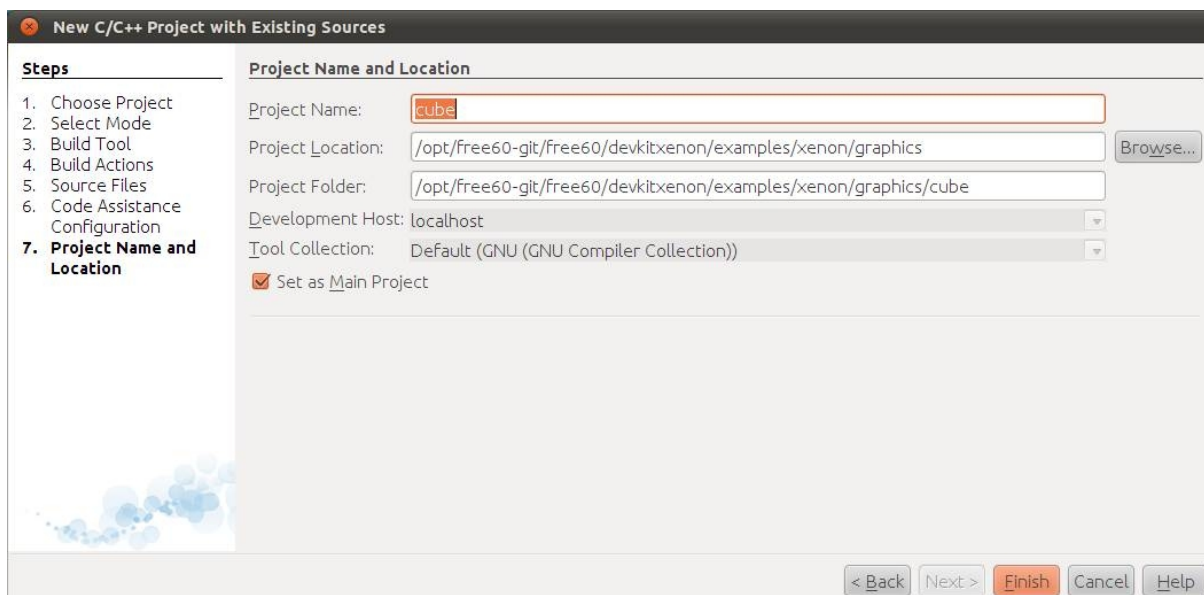 New C/C++ Project with Existing Sources
Steps
1. Choose Project
2. Select Mode
3. Build Tool
4. Build Actions
5. Source Files
6. Code Assistance
Configuration
7. Project Name and
Location
Project Name and Location
Project Name: cube
Project Location: /opt/free60-git/free60/devkitxenon/examples/xenon/graphics Browse...
Project Folder: /opt/free60-git/free60/devkitxenon/examples/xenon/graphics/cube
Development Host: localhost
Tool Collection: Default (GNU (GNU Compiler Collection))
Set as Main Project
< Back Next > Finish Cancel Help